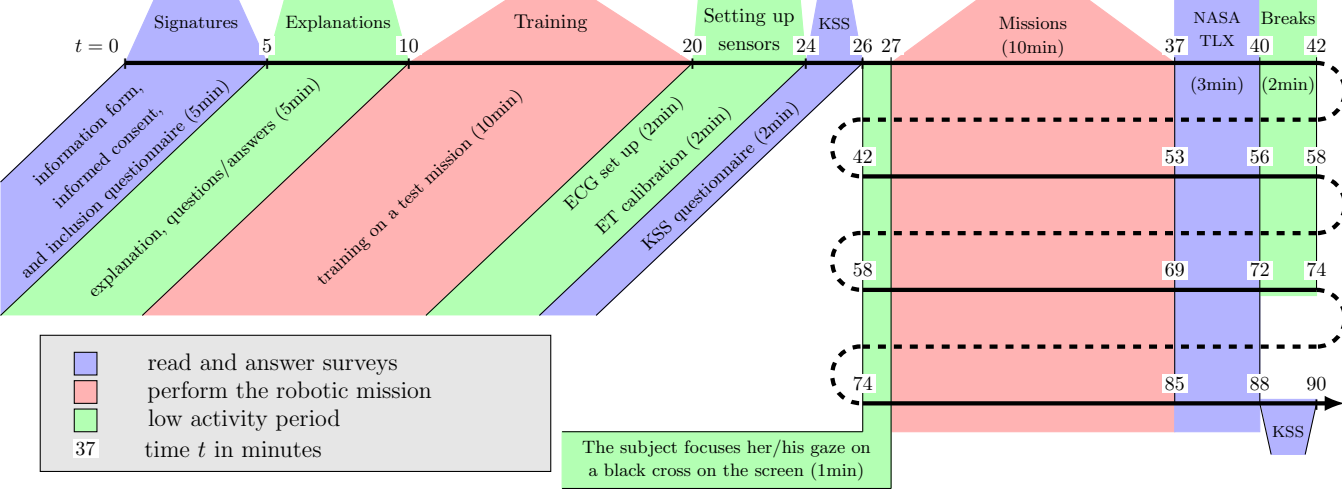 Signatures
Explanations
Training
Setting up
sensors
KSS
Missions
(10min)
NASA
TLX
Breaks
t = 0
5
10
20
24
26
27
37
40
42
(3min)
(2min)
information form,
informed consent,
and inclusion questionnaire (5min)
explanation, questions/answers (5min)
training on a test mission (10min)
ECG set up (2min)
ET calibration (2min)
KSS questionnaire (2min)
42
53
56
58
58
69
72
74
74
85
88
90
KSS
The subject focuses her/his gaze on
a black cross on the screen (1min)
read and answer surveys
perform the robotic mission
low activity period
37 time t in minutes